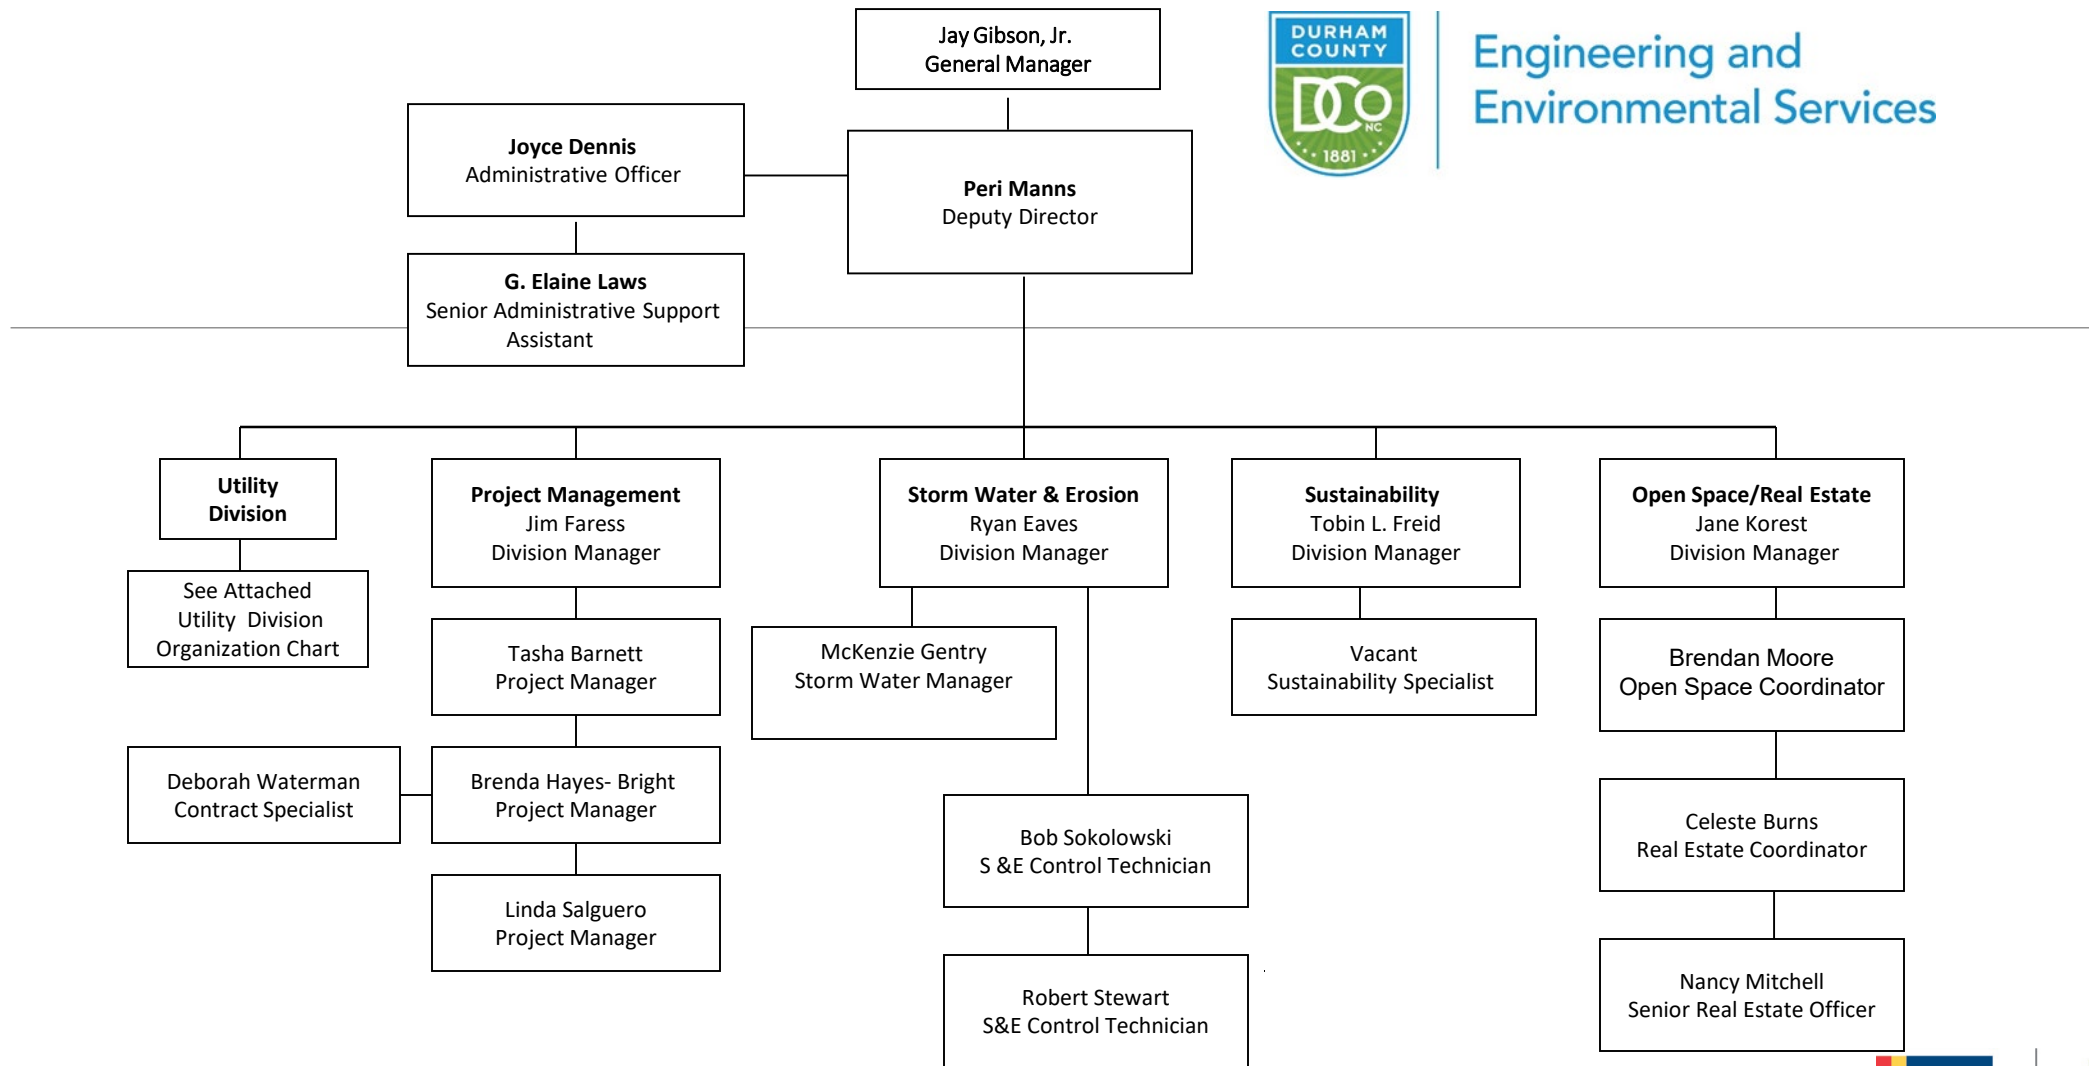 Jay Gibson, Jr.
General Manager
DURHAM
COUNTY
DCO
NC
1881
Engineering and
Environmental Services
Joyce Dennis
Administrative Officer
Peri Manns
Deputy Director
G. Elaine Laws
Senior Administrative Support
Assistant
Utility
Division
See Attached
Utility Division
Organization Chart
Project Management
Jim Faress
Division Manager
Tasha Barnett
Project Manager
Deborah Waterman
Contract Specialist
Brenda Hayes- Bright
Project Manager
Linda Salguero
Project Manager
Storm Water & Erosion
Ryan Eaves
Division Manager
McKenzie Gentry
Storm Water Manager
Bob Sokolowski
S &E Control Technician
Robert Stewart
S&E Control Technician
Sustainability
Tobin L. Freid
Division Manager
Vacant
Sustainability Specialist
Open Space/Real Estate
Jane Korest
Division Manager
Brendan Moore
Open Space Coordinator
Celeste Burns
Real Estate Coordinator
Nancy Mitchell
Senior Real Estate Officer